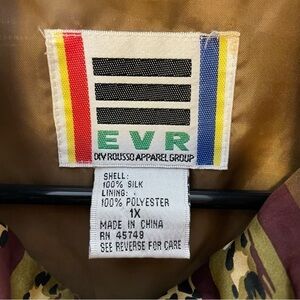 EVR
DIV ROUSSO APPAREL GROUP
SHELL:
100% SILK
LINING:
100% POLYESTER
1X
MADE IN CHINA
RN 45749
SEE REVERSE FOR CARE